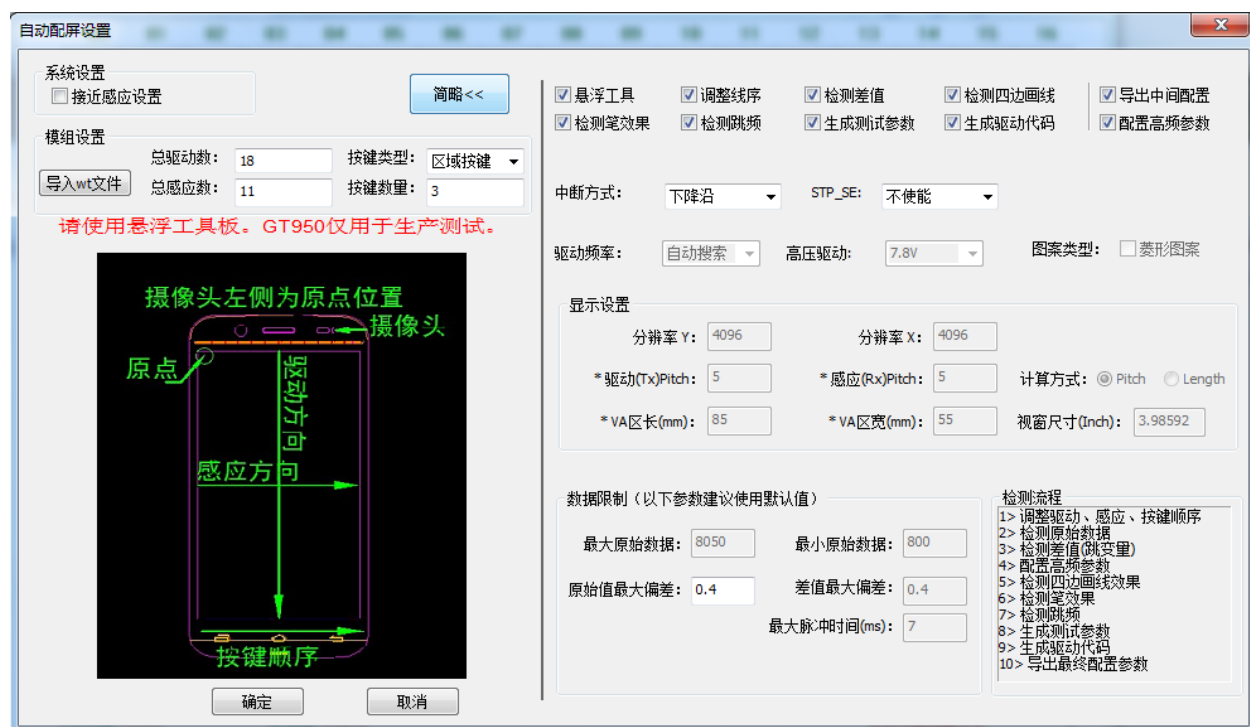 自动配屏设置
系统设置
接近感应设置
简略<<
模组设置
导入wt文件
总驱动数: 18
按键类型: 区域按键
总感应数: 11
按键数量: 3
请使用悬浮工具板。GT950仅用于生产测试。
摄像头左侧为原点位置
摄像头
原点
驱动方向
感应方向
按键顺序
确定
取消
悬浮工具 调整线序 检测差值 检测四边画线 导出中间配置
检测笔效果 检测跳频 生成测试参数 生成驱动代码 配置高频参数
中断方式: 下降沿 STP_SE: 不使能
驱动频率: 自动搜索 高压驱动: 7.8V 图案类型: 菱形图案
显示设置
分辨率 Y: 4096 分辨率 X: 4096
*驱动(Tx)Pitch: 5 *感应(Rx)Pitch: 5 计算方式: Pitch Length
*VA区长(mm): 85 *VA区宽(mm): 55 视窗尺寸(Inch): 3.98592
数据限制(以下参数建议使用默认值)
最大原始数据: 8050 最小原始数据: 800
原始值最大偏差: 0.4 差值最大偏差: 0.4
最大脉冲时间(ms): 7
检测流程
1> 调整驱动、感应、按键顺序
2> 检测原始数据
3> 检测差值(跳变量)
4> 配置高频参数
5> 检测四边画线效果
6> 检测笔效果
7> 检测跳频
8> 生成测试参数
9> 生成驱动代码
10> 导出最终配置参数